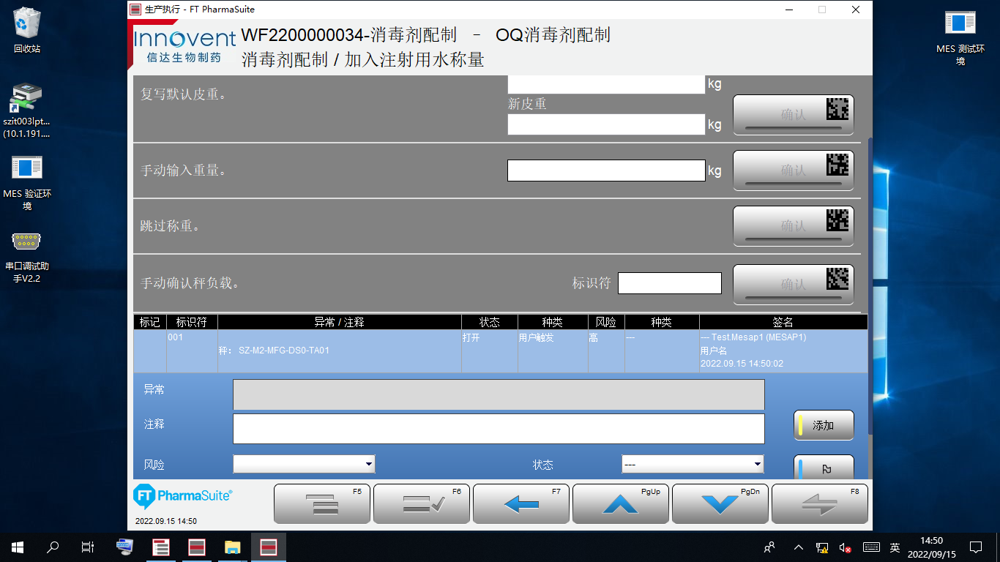 生产执行 - FT PharmaSuite
回收站
szit003lpt...
(10.1.191....
MES 验证环
境
串口调试助
手V2.2
MES 测试环
境
Innovent
信达生物制药
WF2200000034-消毒剂配制 - OQ消毒剂配制
消毒剂配制 / 加入注射用水称量
复写默认皮重。
kg
新皮重
kg
确认
手动输入重量。
kg
确认
跳过称重。
确认
手动确认秤负载。
标识符
确认
标记 标识符 异常 / 注释 状态 种类 风险 种类 签名
001 打开 用户触发 高 --- --- Test.Mesap1 (MESAP1)
秤： SZ-M2-MFG-DS0-TA01 用户名
2022.09.15 14:50:02
异常
注释
添加
风险
状态
---
FT PharmaSuite®
2022.09.15 14:50
F5
F6
F7
PgUp
PgDn
F8
英
14:50
2022/09/15